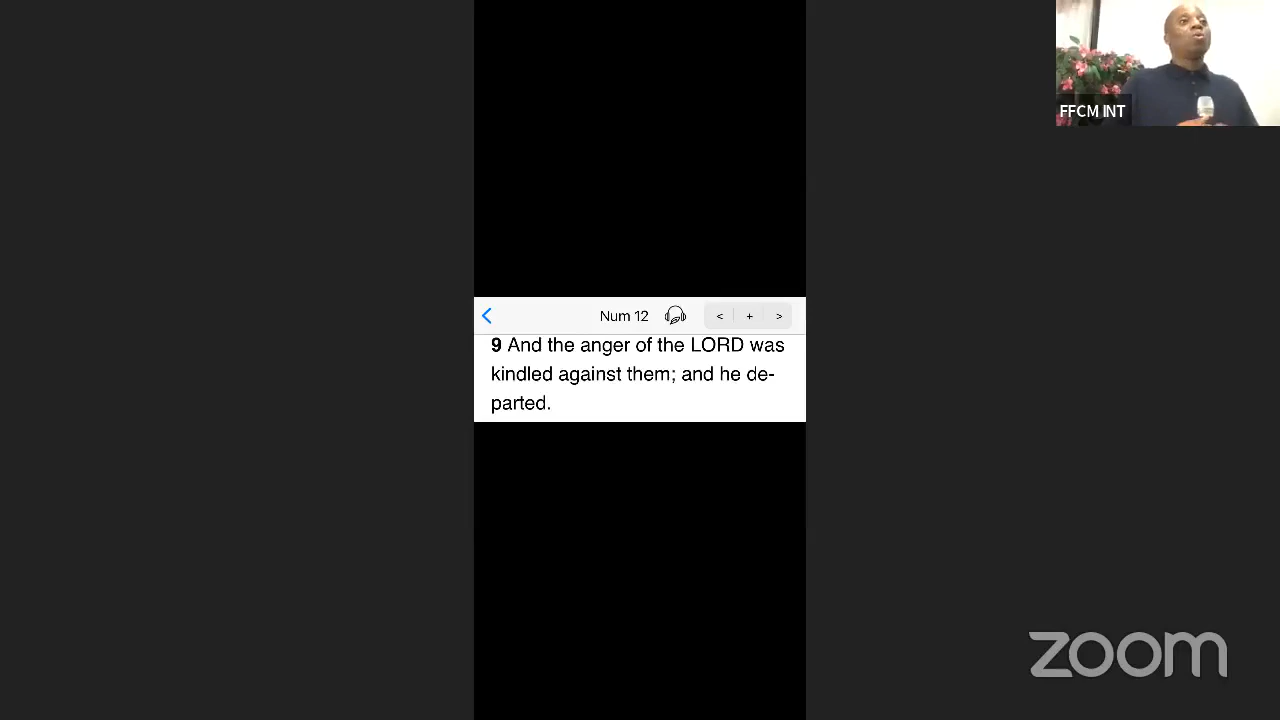 FFCM INT
Num 12 < + >
9 And the anger of the LORD was
kindled against them; and he de-
parted.
zoom